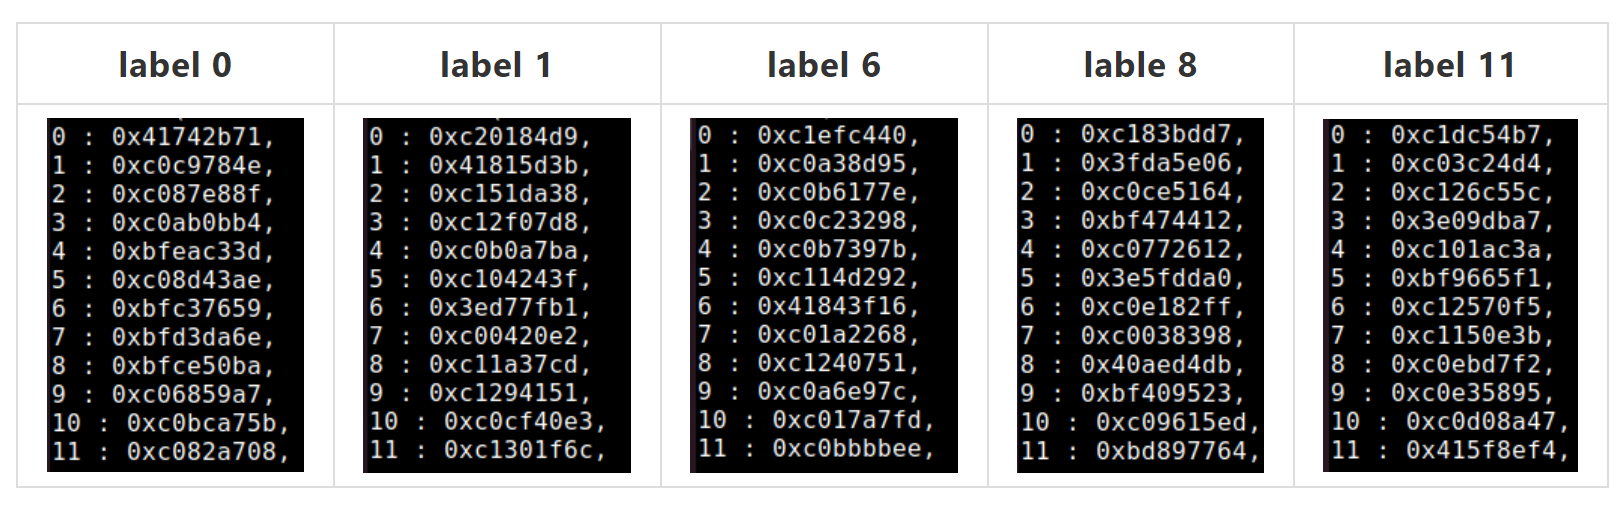 label 0
label 1
label 6
lable 8
label 11
0 : 0x41742b71,
1 : 0xc0c9784e,
2 : 0xc087e88f,
3 : 0xc0ab0bb4,
4 : 0xbfeac33d,
5 : 0xc08d43ae,
6 : 0xbfc37659,
7 : 0xbfd3da6e,
8 : 0xbfce50ba,
9 : 0xc06859a7,
10 : 0xc0bca75b,
11 : 0xc082a708,
0 : 0xc20184d9,
1 : 0x41815d3b,
2 : 0xc151da38,
3 : 0xc12f07d8,
4 : 0xc0b0a7ba,
5 : 0xc104243f,
6 : 0x3ed77fb1,
7 : 0xc00420e2,
8 : 0xc11a37cd,
9 : 0xc1294151,
10 : 0xc0cf40e3,
11 : 0xc1301f6c,
0 : 0xc1efc440,
1 : 0xc0a38d95,
2 : 0xc0b6177e,
3 : 0xc0c23298,
4 : 0xc0b7397b,
5 : 0xc114d292,
6 : 0x41843f16,
7 : 0xc01a2268,
8 : 0xc1240751,
9 : 0xc0a6e97c,
10 : 0xc017a7fd,
11 : 0xc0bbbbee,
0 : 0xc183bdd7,
1 : 0x3fda5e06,
2 : 0xc0ce5164,
3 : 0xbf474412,
4 : 0xc0772612,
5 : 0x3e5fdda0,
6 : 0xc0e182ff,
7 : 0xc0038398,
8 : 0x40aed4db,
9 : 0xbf409523,
10 : 0xc09615ed,
11 : 0xbd897764,
0 : 0xc1dc54b7,
1 : 0xc03c24d4,
2 : 0xc126c55c,
3 : 0x3e09dba7,
4 : 0xc101ac3a,
5 : 0xbf9665f1,
6 : 0xc12570f5,
7 : 0xc1150e3b,
8 : 0xc0ebd7f2,
9 : 0xc0e35895,
10 : 0xc0d08a47,
11 : 0x415f8ef4,